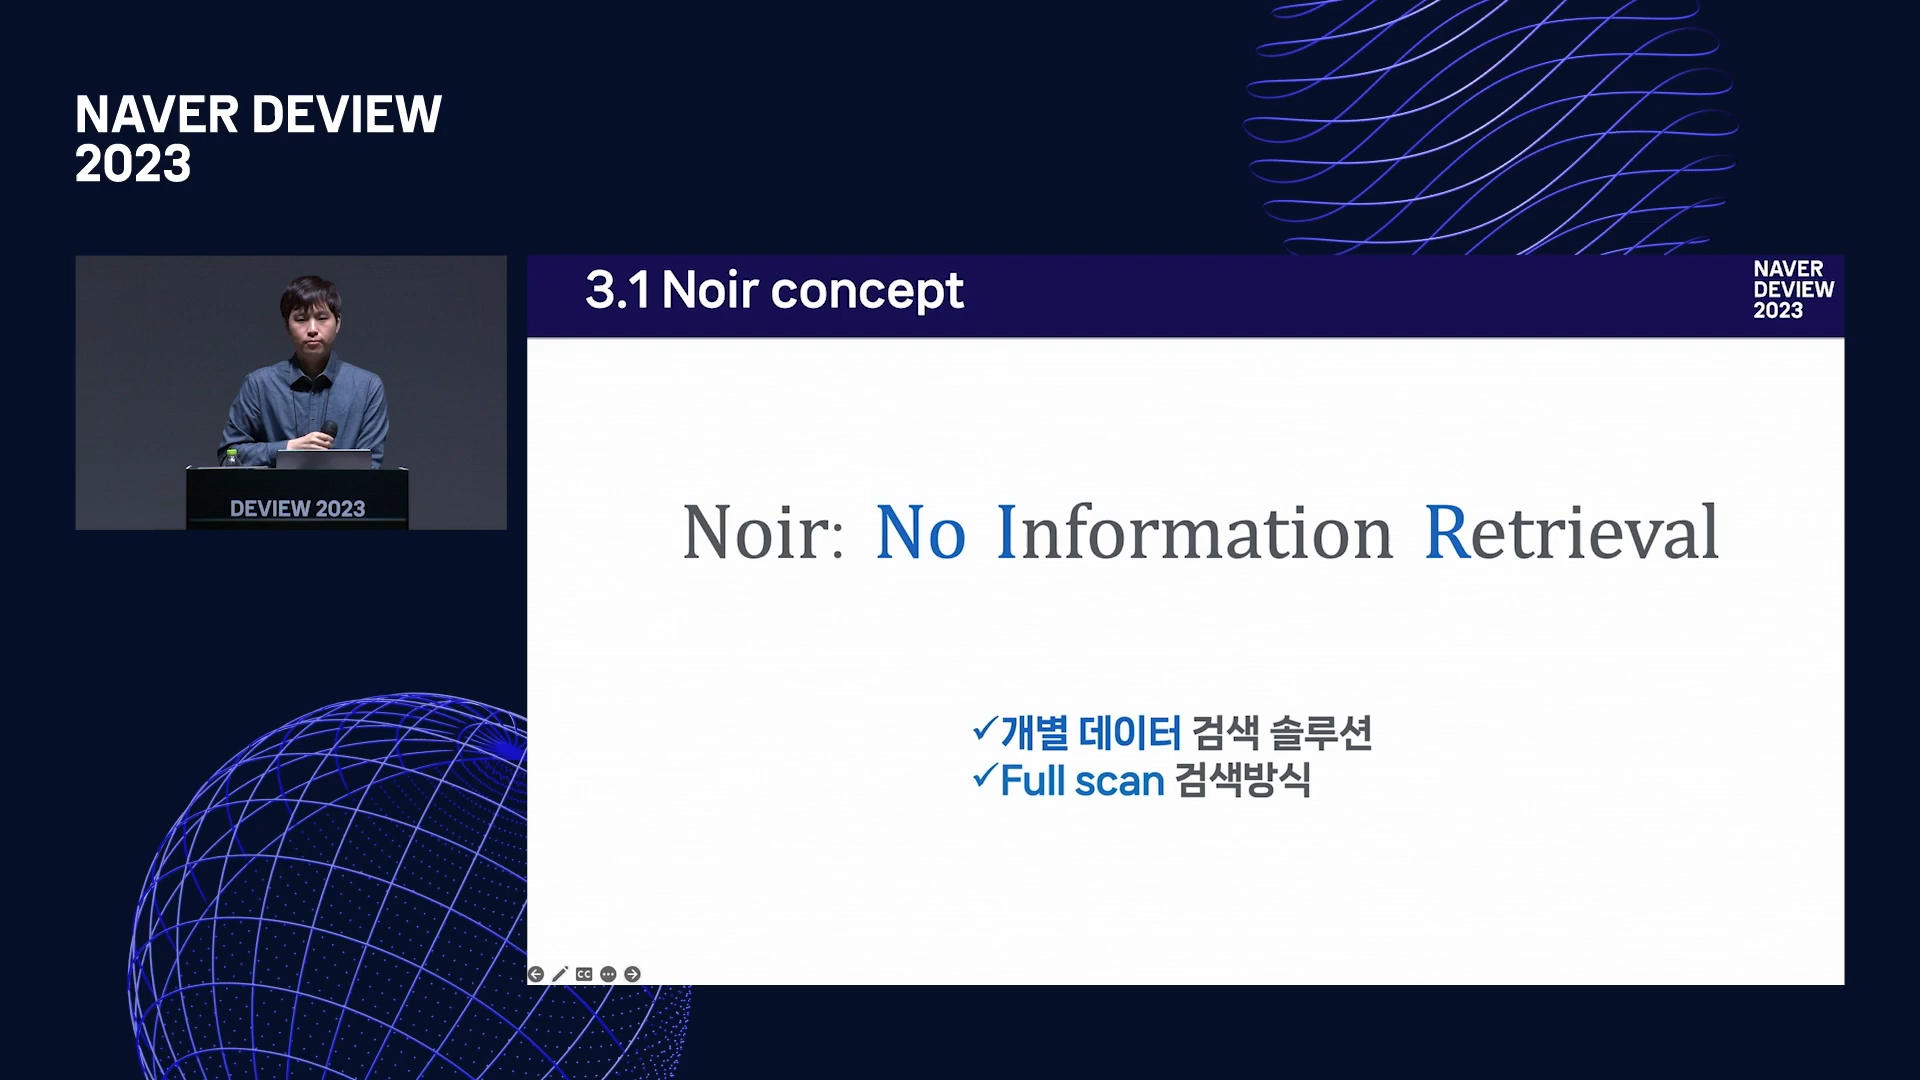 NAVER DEVIEW
2023
DEVIEW 2023
3.1 Noir concept
NAVER
DEVIEW
2023
Noir: No Information Retrieval
✓개별 데이터 검색 솔루션
✓Full scan 검색방식
CC